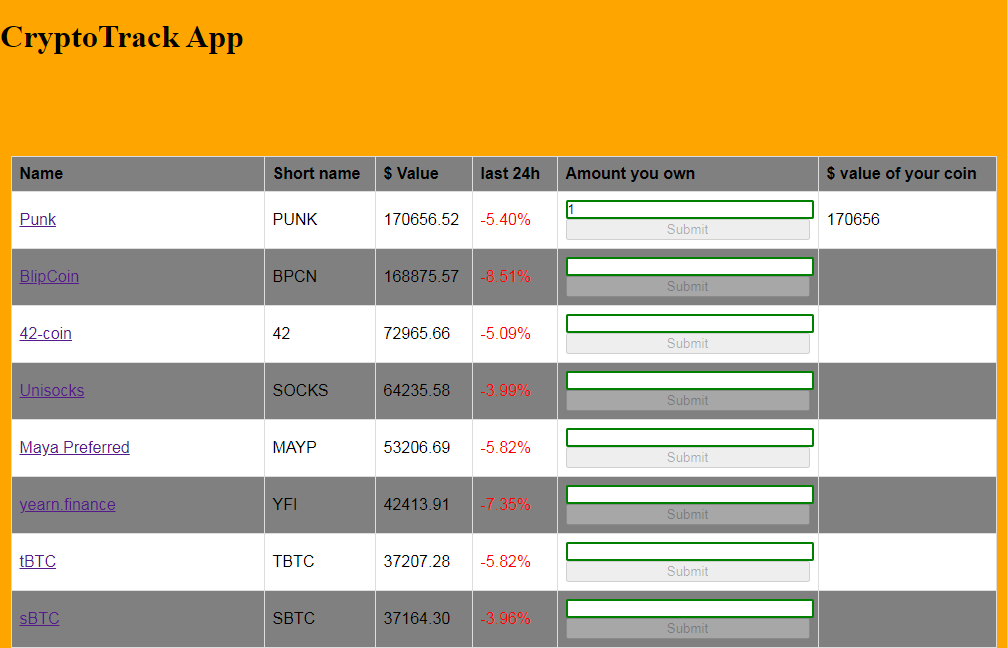 CryptoTrack App
Name Short name $ Value last 24h Amount you own $ value of your coin
Punk PUNK 170656.52 -5.40% 1 170656
Submit
BlipCoin BPCN 168875.57 -8.51%
Submit
42-coin 42 72965.66 -5.09%
Submit
Unisocks SOCKS 64235.58 -3.99%
Submit
Maya Preferred MAYP 53206.69 -5.82%
Submit
yearn.finance YFI 42413.91 -7.35%
Submit
tBTC TBTC 37207.28 -5.82%
Submit
sBTC SBTC 37164.30 -3.96%
Submit